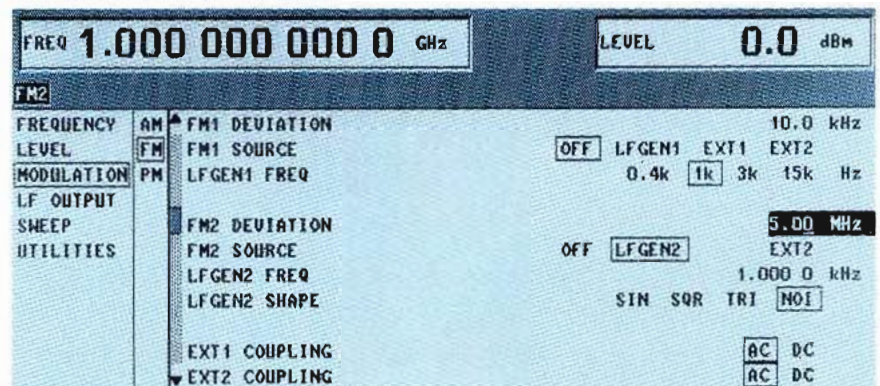 FREQ 1.000 000 000 0 GHz LEVEL 0.0 dBm
FM2
FREQUENCY AM FM1 DEVIATION 10.0 kHz
LEVEL FM FM1 SOURCE OFF LFGEN1 EXT1 EXT2
MODULATION PM LFGEN1 FREQ 0.4k 1k 3k 15k Hz
LF OUTPUT
SWEEP FM2 DEVIATION 5.00 MHz
UTILITIES FM2 SOURCE OFF LFGEN2 EXT2
LFGEN2 FREQ 1.000 0 kHz
LFGEN2 SHAPE SIN SQR TRI NOI
EXT1 COUPLING AC DC
EXT2 COUPLING AC DC